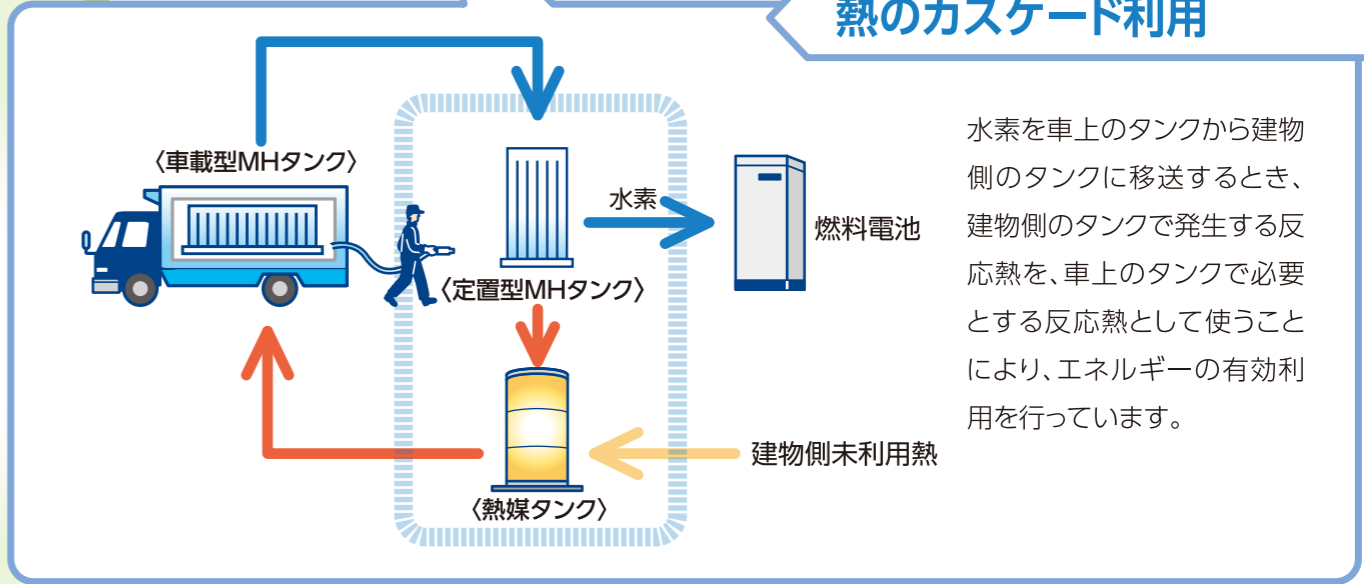 熱のカスケード利用
〈車載型MHタンク〉
水素
燃料電池
〈定置型MHタンク〉
建物側未利用熱
〈熱媒タンク〉
水素を車上のタンクから建物
側のタンクに移送するとき、
建物側のタンクで発生する反
応熱を、車上のタンクで必要
とする反応熱として使うこと
により、エネルギーの有効利
用を行っています。